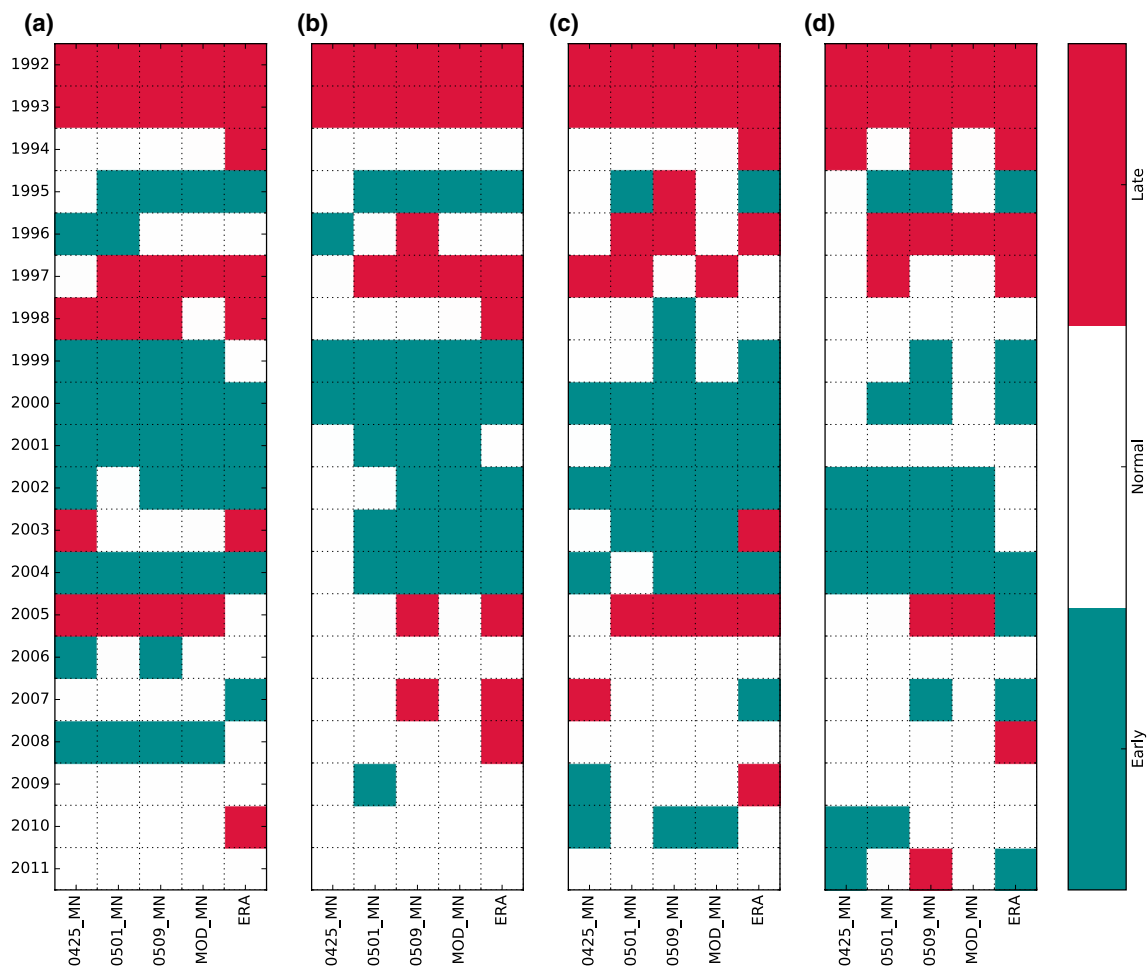 (a)
(b)
(c)
(d)
1992
1993
1994
1995
1996
1997
1998
1999
2000
2001
2002
2003
2004
2005
2006
2007
2008
2009
2010
2011
0425_MN
0501_MN
0509_MN
MOD_MN
ERA
0425_MN
0501_MN
0509_MN
MOD_MN
ERA
0425_MN
0501_MN
0509_MN
MOD_MN
ERA
0425_MN
0501_MN
0509_MN
MOD_MN
ERA
Late
Normal
Early